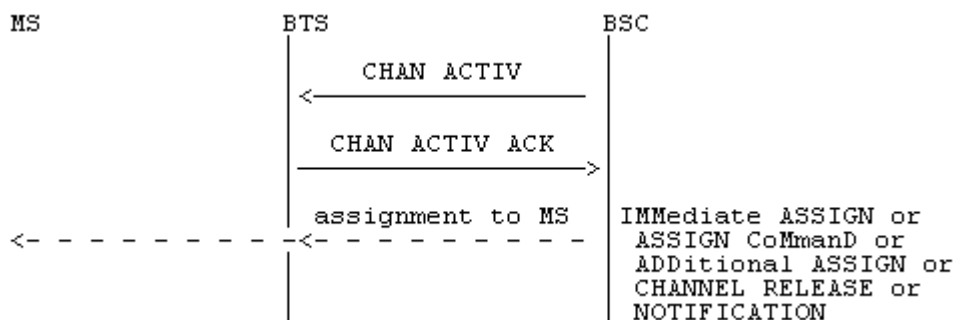 MS BTS BSC
CHAN ACTIV
CHAN ACTIV ACK
assignment to MS IMMediate ASSIGN or
ASSIGN CoMmanD or
ADDitional ASSIGN or
CHANNEL RELEASE or
NOTIFICATION